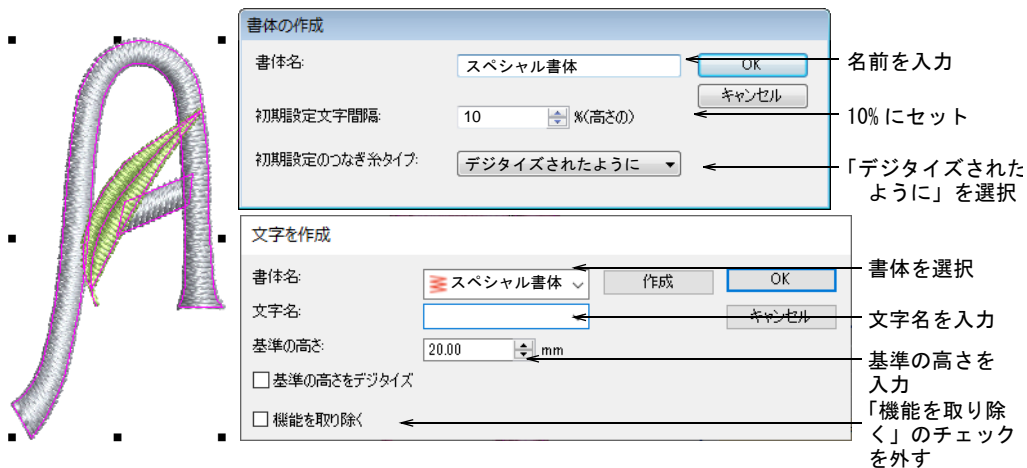 書体の作成
書体名:
スペシャル書体
OK
名前を入力
キャンセル
初期設定文字間隔:
10
%(高さの)
10%にセット
初期設定のつなぎ糸タイプ:
デジタイズされたように
「デジタイズされた
ように」を選択
文字を作成
書体名:
スペシャル書体
作成
OK
書体を選択
文字名:
キャンセル
文字名を入力
基準の高さ:
20.00
mm
基準の高さを
入力
基準の高さをデジタイズ
機能を取り除く
「機能を取り除
く」のチェック
を外す